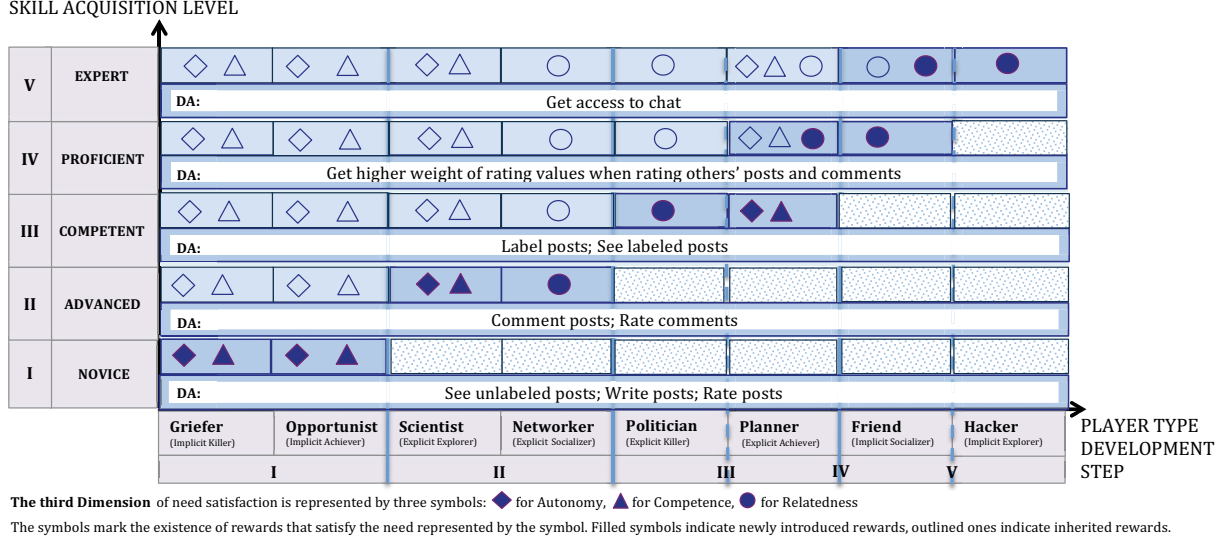 SKILL ACQUISITION LEVEL
V EXPERT
DA: Get access to chat
IV PROFICIENT
DA: Get higher weight of rating values when rating others’ posts and comments
III COMPETENT
DA: Label posts; See labeled posts
II ADVANCED
DA: Comment posts; Rate comments
I NOVICE
DA: See unlabeled posts; Write posts; Rate posts
Griefer Opportunist Scientist Networker Politician Planner Friend Hacker
(Implicit Killer) (Implicit Achiever) (Explicit Explorer) (Explicit Socializer) (Explicit Killer) (Explicit Achiever) (Implicit Socializer) (Implicit Explorer)
I II III IV V
PLAYER TYPE
DEVELOPMENT
STEP
The third Dimension of need satisfaction is represented by three symbols: for Autonomy, for Competence, for Relatedness
The symbols mark the existence of rewards that satisfy the need represented by the symbol. Filled symbols indicate newly introduced rewards, outlined ones indicate inherited rewards.